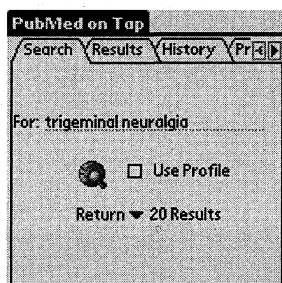 PubMed on Tap
Search Results History Pr
For: trigeminal neuralgia
Use Profile
Return 20 Results